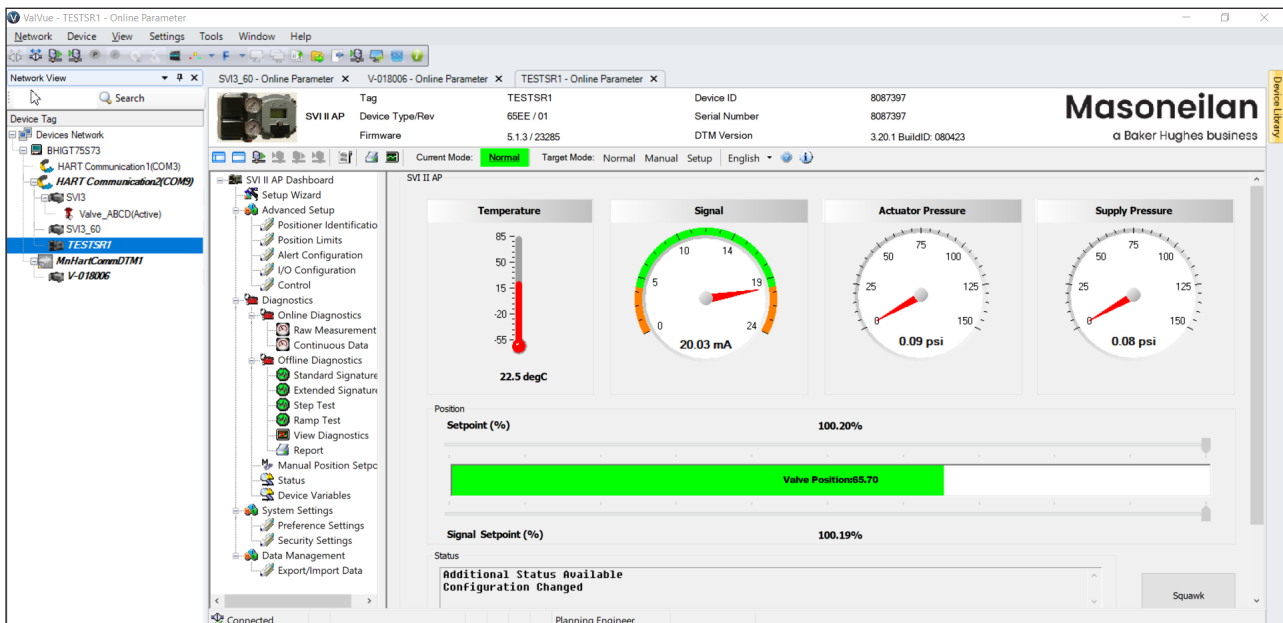 ValVue - TESTSR1 - Online Parameter
Network Device View Settings Tools Window Help
Network View
SVI3_60 - Online Parameter
V-018006 - Online Parameter
TESTSR1 - Online Parameter
Search
Device Tag
Devices Network
BHIGT75S73
HART Communication1(COM3)
HART Communication2(COM9)
SVI3
Valve_ABCD(Active)
SVI3_60
TESTSR1
MnHartCommDTM1
V-018006
SVI II AP
Tag TESTSR1 Device ID 8087397
Device Type/Rev 65EE / 01 Serial Number 8087397
Firmware 5.1.3 / 23285 DTM Version 3.20.1 BuildID: 080423
Masoneilan
a Baker Hughes business
Device Library
Current Mode: Normal Target Mode: Normal Manual Setup English
SVI II AP Dashboard
Setup Wizard
Advanced Setup
Positioner Identificatio
Position Limits
Alert Configuration
I/O Configuration
Control
Diagnostics
Online Diagnostics
Raw Measurement
Continuous Data
Offline Diagnostics
Standard Signature
Extended Signature
Step Test
Ramp Test
View Diagnostics
Report
Manual Position Setpo
Status
Device Variables
System Settings
Preference Settings
Security Settings
Data Management
Export/Import Data
SVI II AP
Temperature
85
50
15
-20
-55
22.5 degC
Signal
0 5 10 14 19 24
20.03 mA
Actuator Pressure
0 25 50 75 100 125 150
0.09 psi
Supply Pressure
0 25 50 75 100 125 150
0.08 psi
Position
Setpoint (%) 100.20%
Valve Position:65.70
Signal Setpoint (%) 100.19%
Status
Additional Status Available
Configuration Changed
Squawk
Connected
Planning Engineer